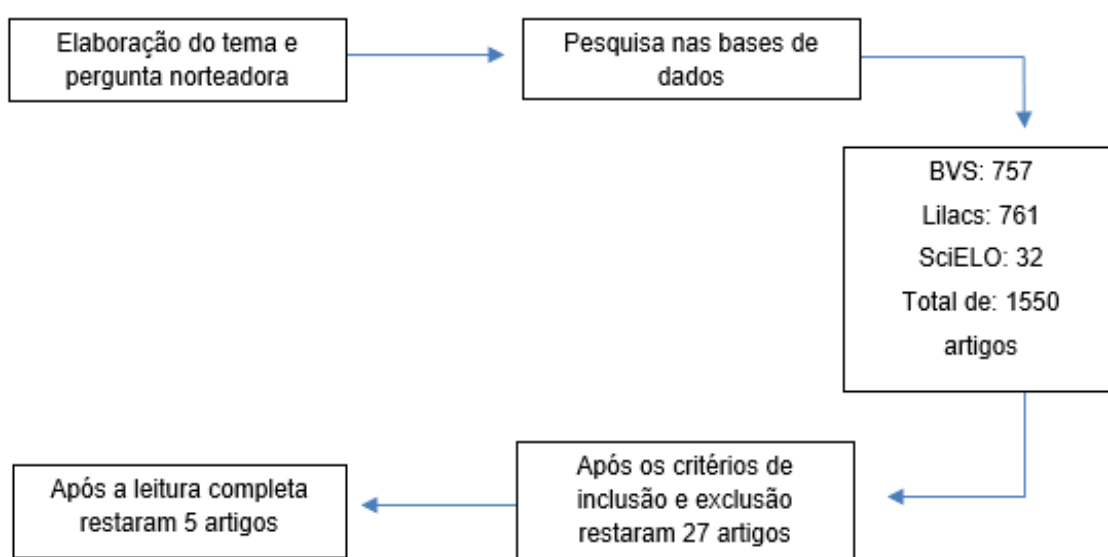 Elaboração do tema e
pergunta norteadora
Pesquisa nas bases de
dados
BVS: 757
Lilacs: 761
SciELO: 32
Total de: 1550
artigos
Após os critérios de
inclusão e exclusão
restaram 27 artigos
Após a leitura completa
restaram 5 artigos